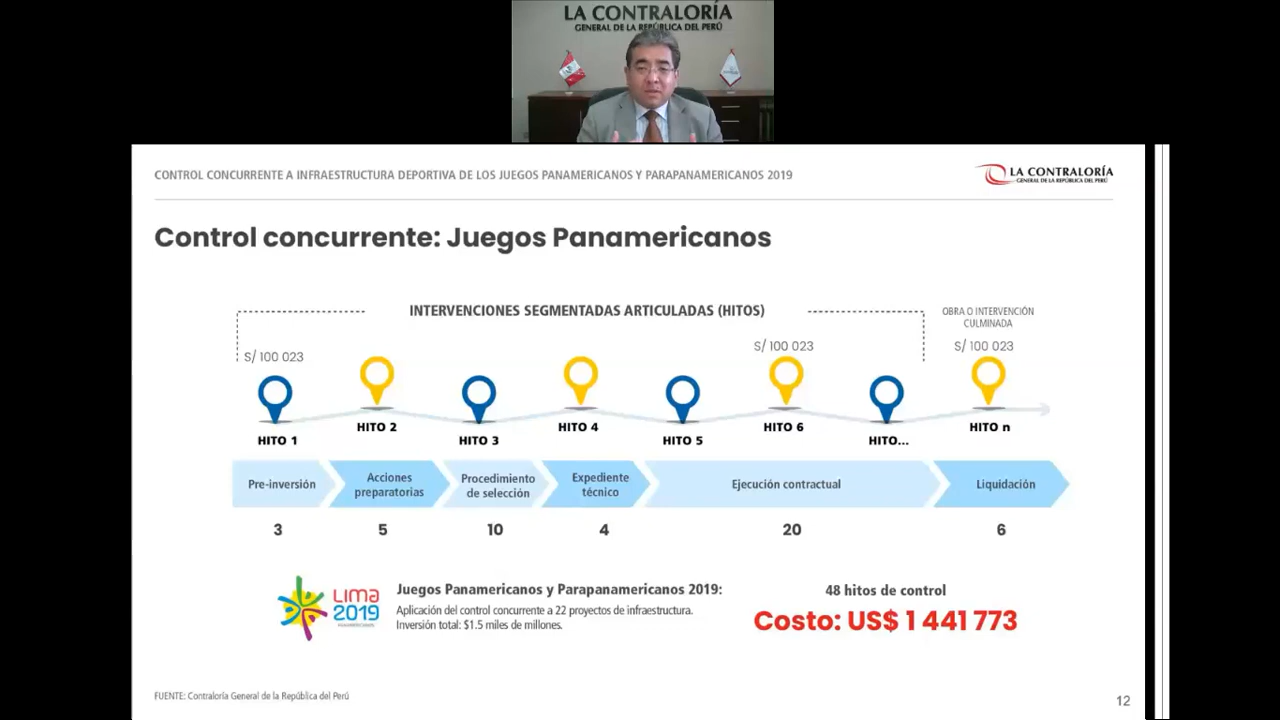 LA CONTRALORÍA
GENERAL DE LA REPÚBLICA DEL PERÚ
CONTROL CONCURRENTE A INFRAESTRUCTURA DEPORTIVA DE LOS JUEGOS PANAMERICANOS Y PARAPANAMERICANOS 2019
LA CONTRALORÍA
GENERAL DE LA REPÚBLICA DEL PERÚ
Control concurrente: Juegos Panamericanos
INTERVENCIONES SEGMENTADAS ARTICULADAS (HITOS)
OBRA O INTERVENCIÓN
CULMINADA
S/ 100 023
S/ 100 023
S/ 100 023
HITO 1
HITO 2
HITO 3
HITO 4
HITO 5
HITO 6
HITO...
HITO n
Pre-inversión
Acciones
preparatorias
Procedimiento
de selección
Expediente
técnico
Ejecución contractual
Liquidación
3
5
10
4
20
6
LIMA
2019
Juegos Panamericanos y Parapanamericanos 2019:
Aplicación del control concurrente a 22 proyectos de infraestructura.
Inversión total: $1.5 miles de millones.
48 hitos de control
Costo: US$ 1 441 773
FUENTE: Contraloría General de la República del Perú
12